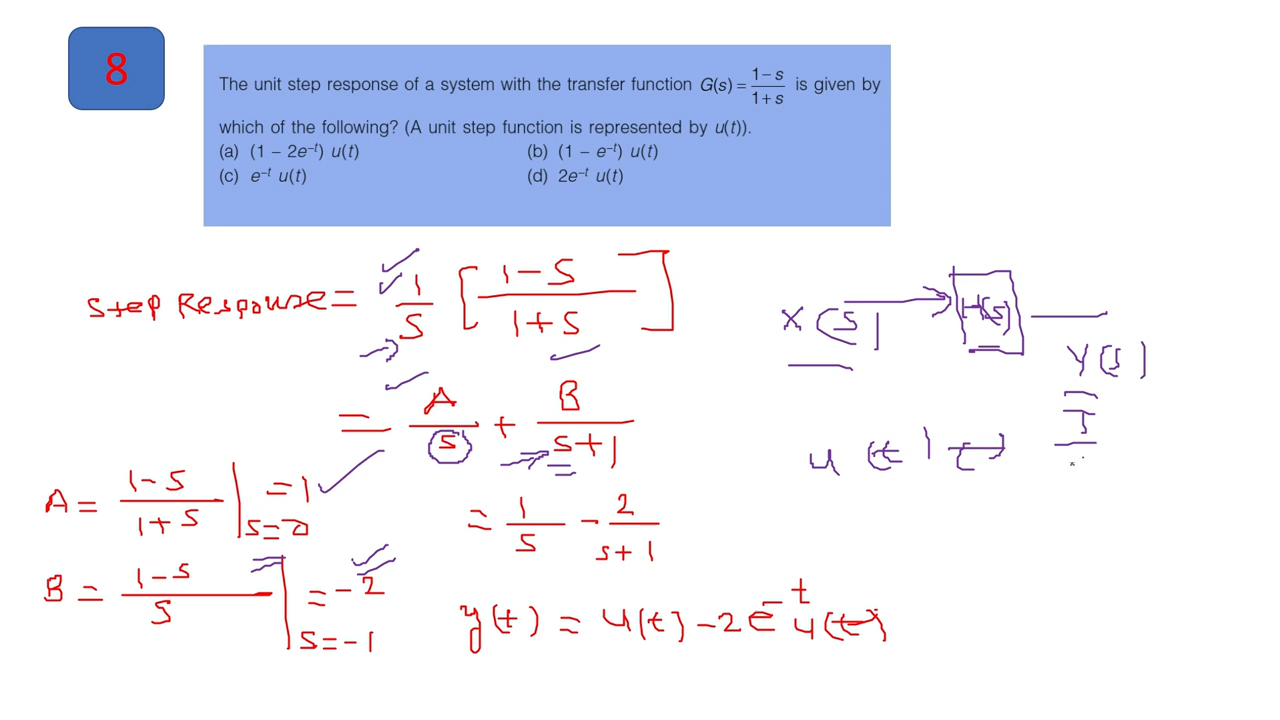 8
The unit step response of a system with the transfer function G(s) = (1 − s)/(1 + s) is given by
which of the following? (A unit step function is represented by u(t)).
(a) (1 – 2e⁻ᵗ) u(t) (b) (1 – e⁻ᵗ) u(t)
(c) e⁻ᵗ u(t) (d) 2e⁻ᵗ u(t)
Step Response = 1/S [(1-S)/(1+S)]
X(S) H(S) Y(S)
= A/S + B/(S+1)
u(t)
A = (1-S)/(1+S) | S=0 = 1
= 1/S - 2/(S+1)
B = (1-S)/S | S=-1 = -2
y(t) = u(t) - 2e⁻ᵗ u(t)